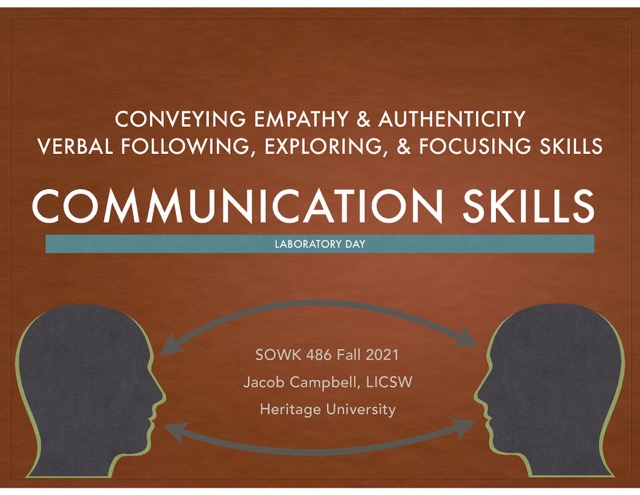 CONVEYING EMPATHY & AUTHENTICITY
VERBAL FOLLOWING, EXPLORING, & FOCUSING SKILLS
COMMUNICATION SKILLS
LABORATORY DAY
SOWK 486 Fall 2021
Jacob Campbell, LICSW
Heritage University